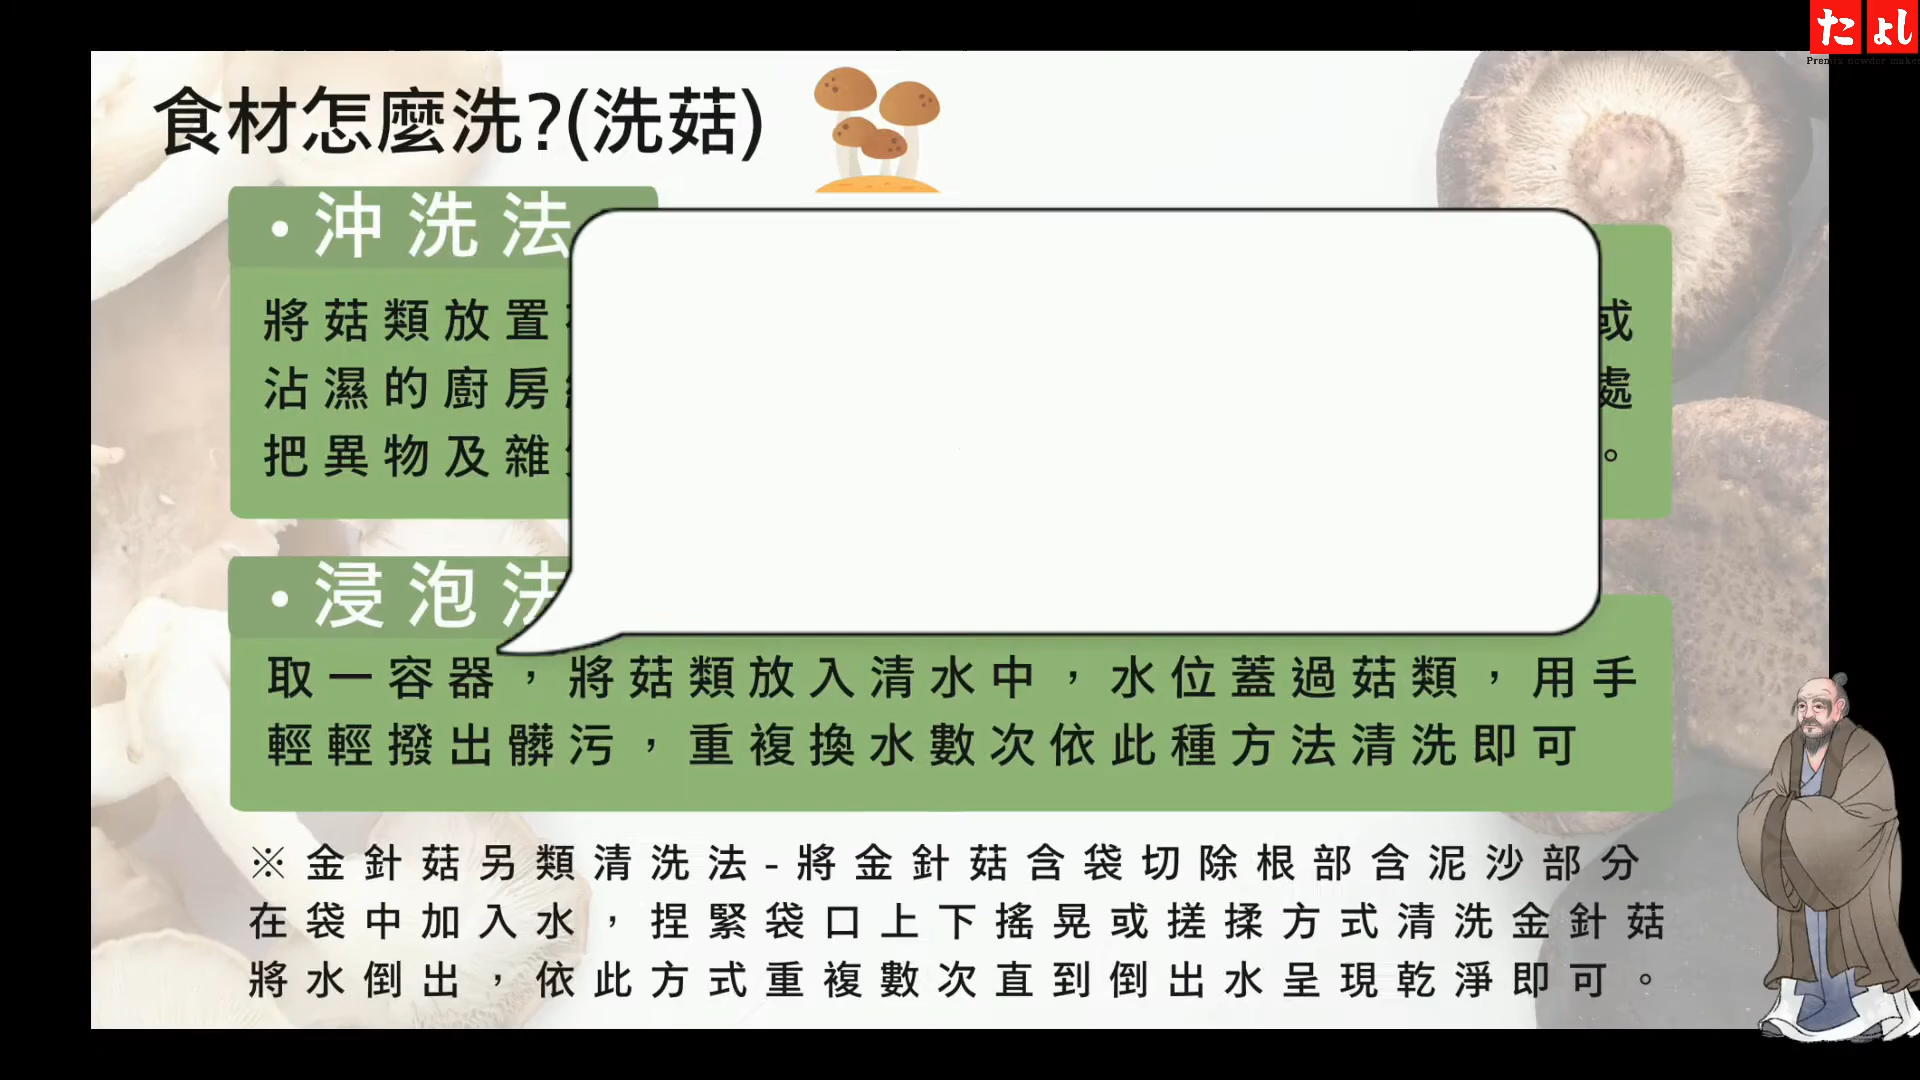 たよし
Premix powder maker
食材怎麼洗?(洗菇)
•沖洗法
將菇類放置
或
沾濕的廚房
處
把異物及雜
。
•浸泡法
取一容器，將菇類放入清水中，水位蓋過菇類，用手
輕輕撥出髒污，重複換水數次依此種方法清洗即可
※金針菇另類清洗法-將金針菇含袋切除根部含泥沙部分
在袋中加入水，捏緊袋口上下搖晃或搓揉方式清洗金針菇
將水倒出，依此方式重複數次直到倒出水呈現乾淨即可。